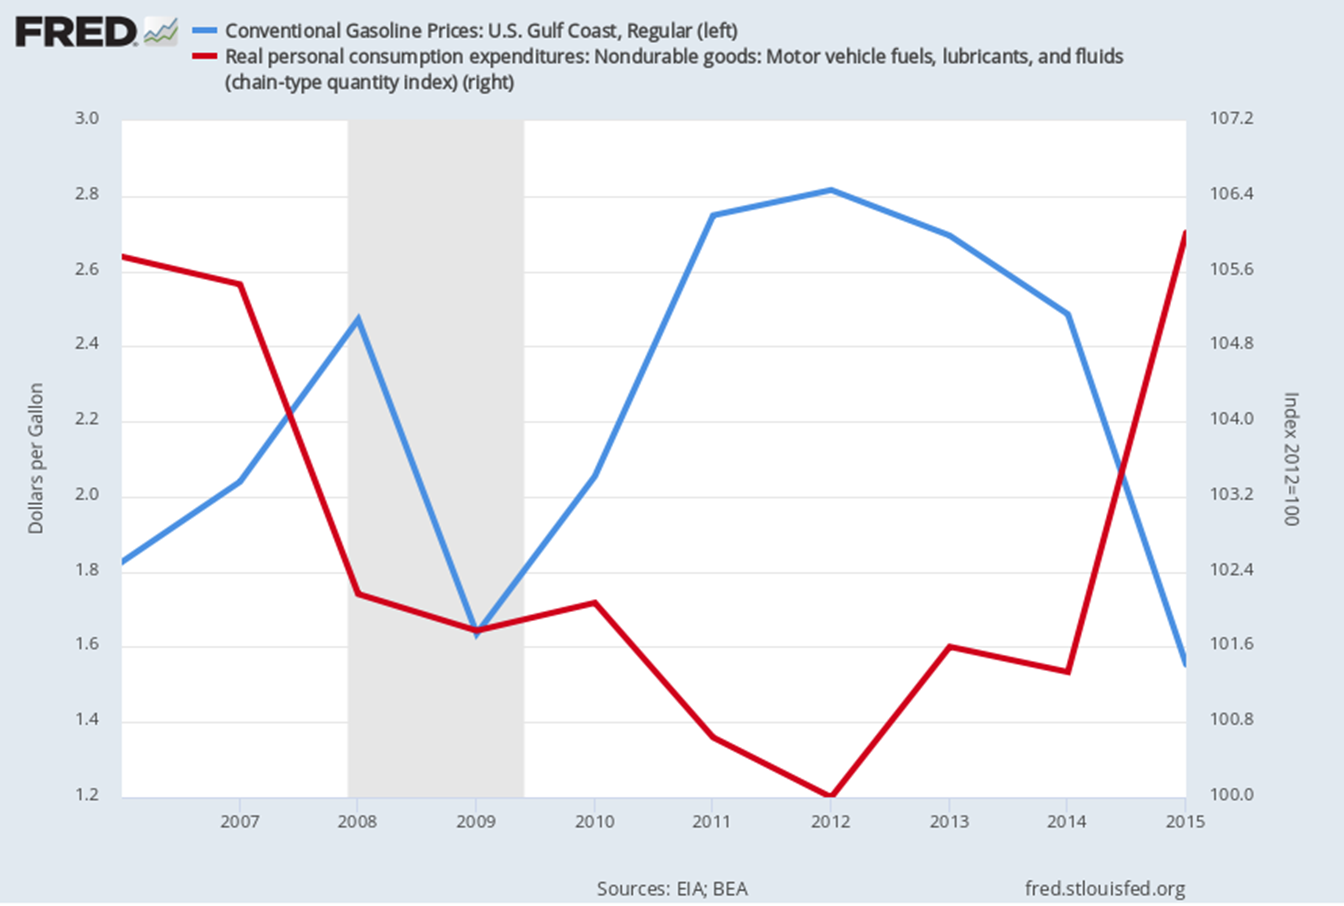 FRED
Conventional Gasoline Prices: U.S. Gulf Coast, Regular (left)
Real personal consumption expenditures: Nondurable goods: Motor vehicle fuels, lubricants, and fluids
(chain-type quantity index) (right)
3.0
2.8
2.6
2.4
2.2
2.0
1.8
1.6
1.4
1.2
Dollars per Gallon
107.2
106.4
105.6
104.8
104.0
103.2
102.4
101.6
100.8
100.0
Index 2012=100
2007 2008 2009 2010 2011 2012 2013 2014 2015
Sources: EIA; BEA
fred.stlouisfed.org